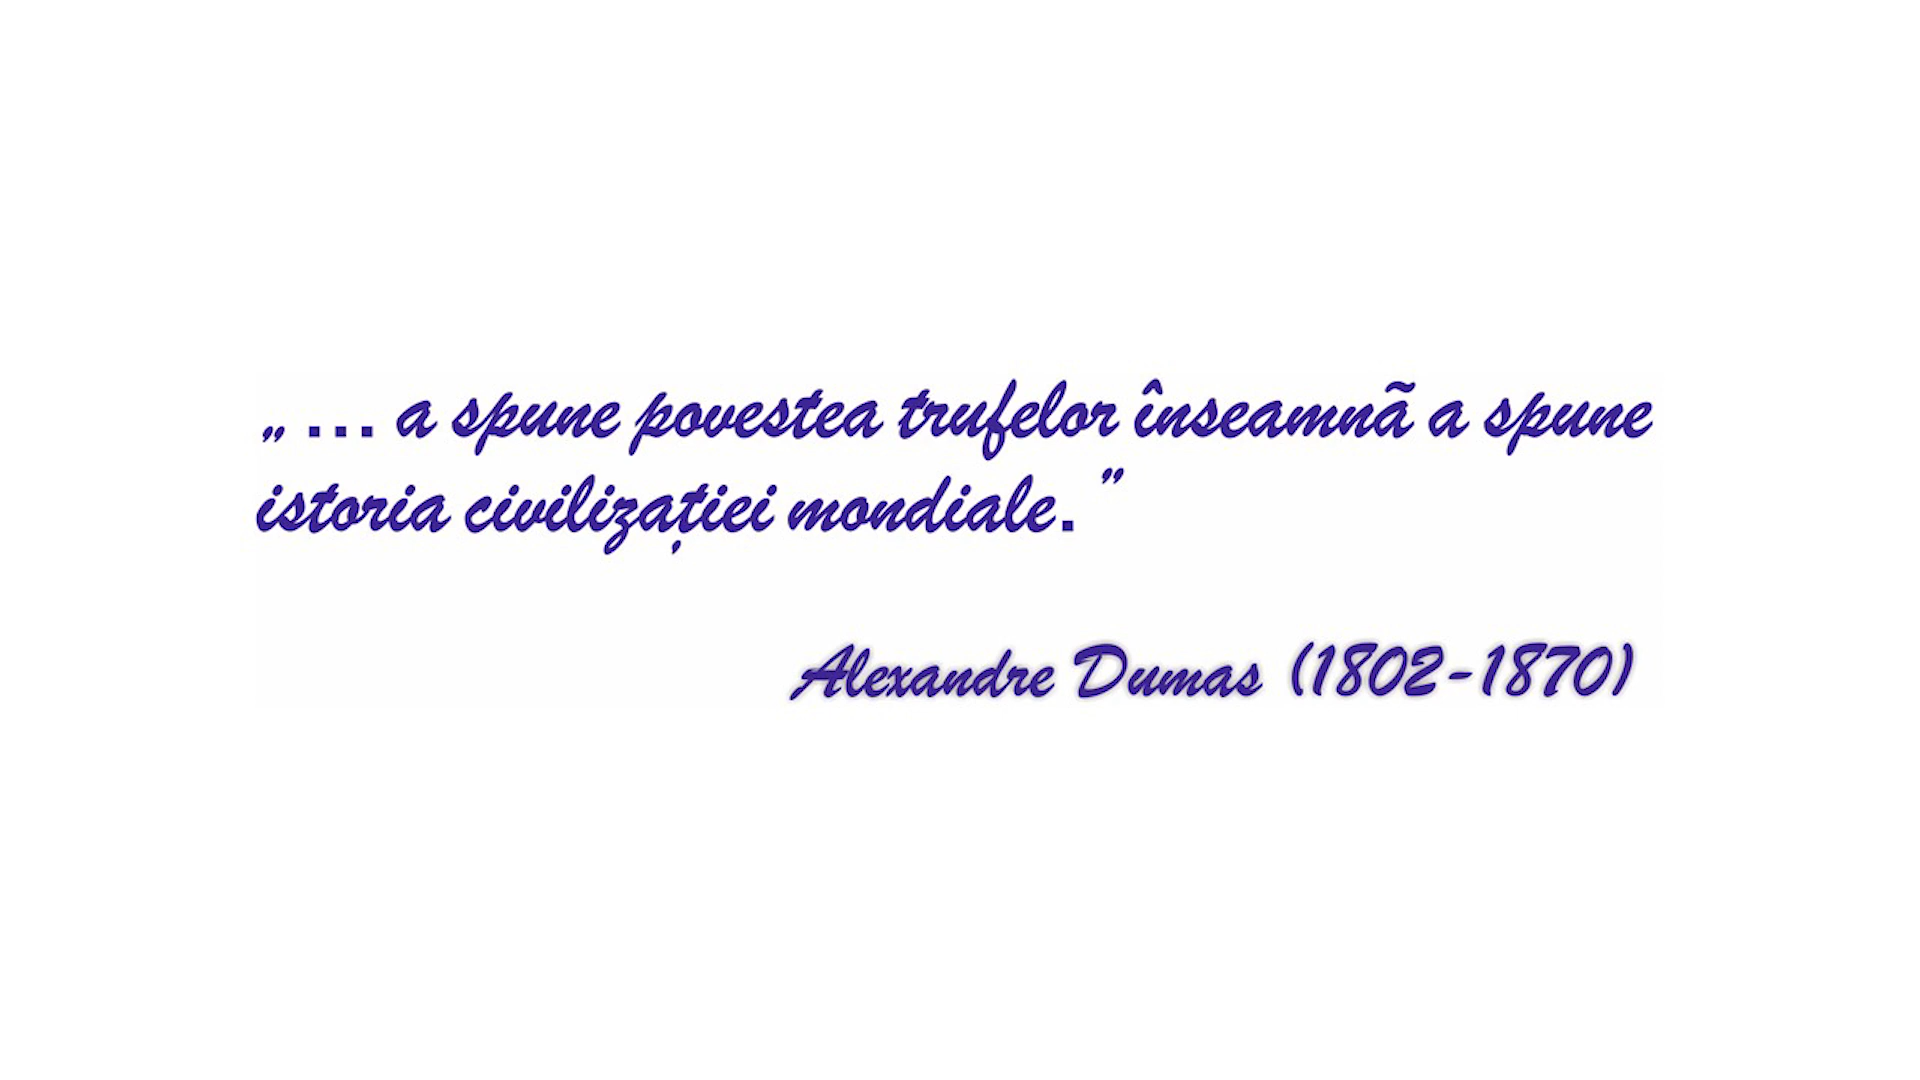 „ ... a spune povestea trufelor înseamnã a spune
istoria civilizației mondiale.”
Alexandre Dumas (1802-1870)